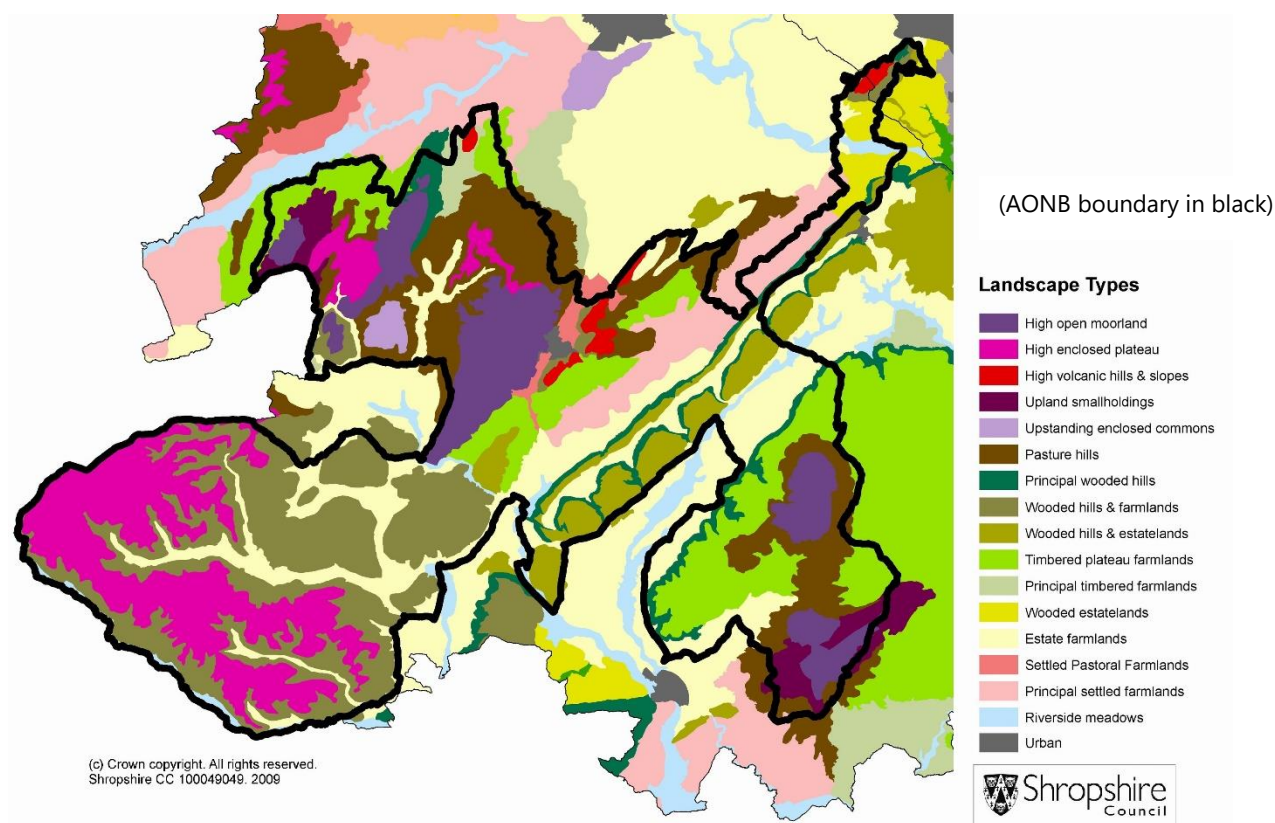 (AONB boundary in black)
Landscape Types
High open moorland
High enclosed plateau
High volcanic hills & slopes
Upland smallholdings
Upstanding enclosed commons
Pasture hills
Principal wooded hills
Wooded hills & farmlands
Wooded hills & estatelands
Timbered plateau farmlands
Principal timbered farmlands
Wooded estatelands
Estate farmlands
Settled Pastoral Farmlands
Principal settled farmlands
Riverside meadows
Urban
(c) Crown copyright. All rights reserved.
Shropshire CC 100049049. 2009
Shropshire
Council